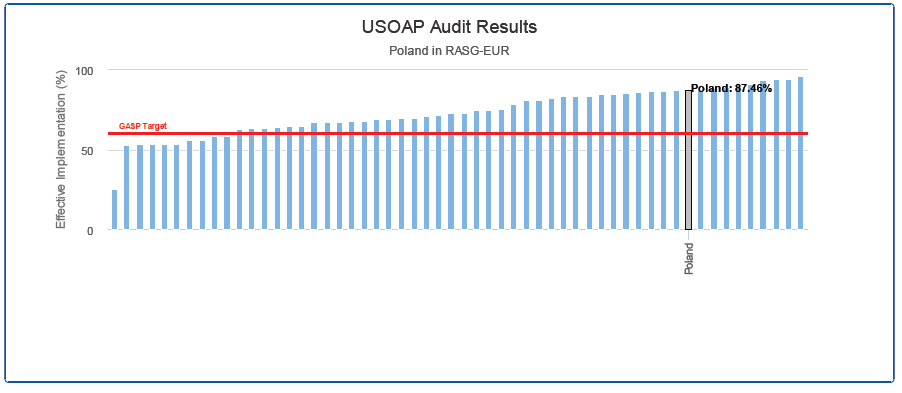 USOAP Audit Results
Poland in RASG-EUR
Effective Implementation (%)
100
50
0
GASP Target
Poland: 87.46%
Poland